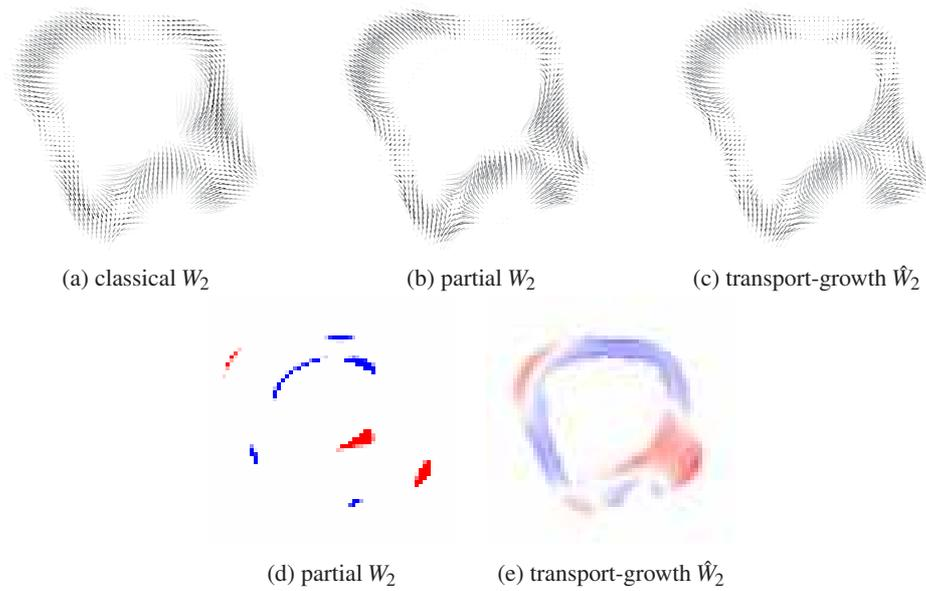 (a) classical W₂
(b) partial W₂
(c) transport-growth Ŵ₂
(d) partial W₂
(e) transport-growth Ŵ₂